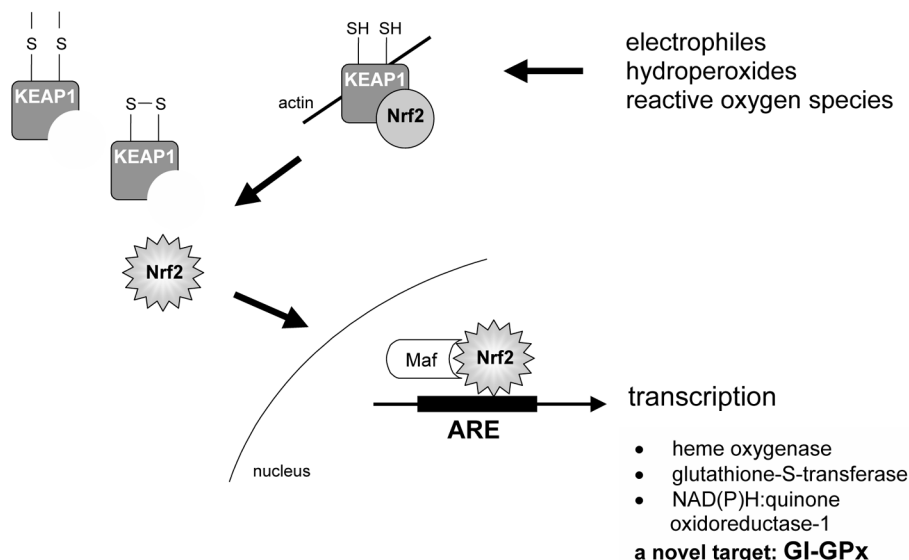 S S
KEAP1
S–S
KEAP1
SH SH
KEAP1
actin
Nrf2
electrophiles
hydroperoxides
reactive oxygen species
Nrf2
Maf
Nrf2
ARE
nucleus
transcription
• heme oxygenase
• glutathione-S-transferase
• NAD(P)H:quinone
oxidoreductase-1
a novel target: GI-GPx